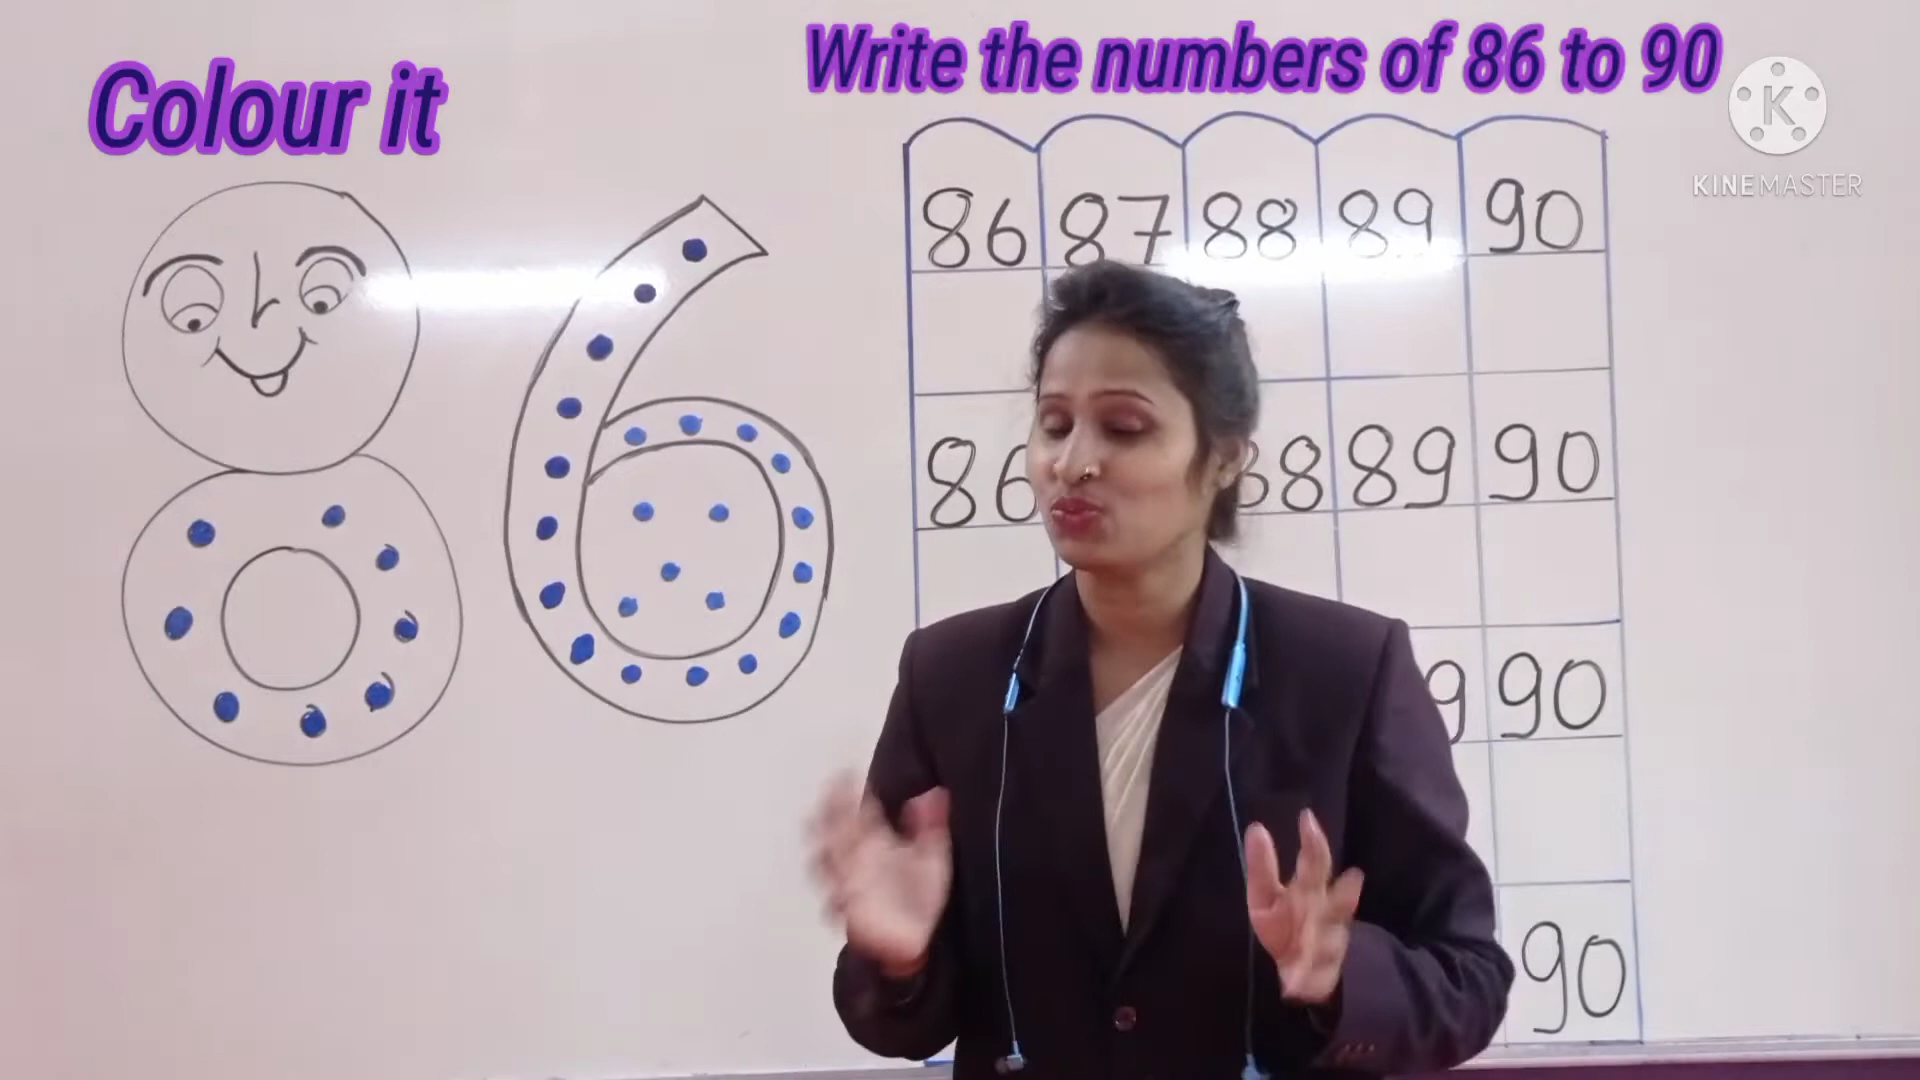 Colour it
Write the numbers of 86 to 90
KINEMASTER
86 87 88 89 90
86 88 89 90
9 90
90